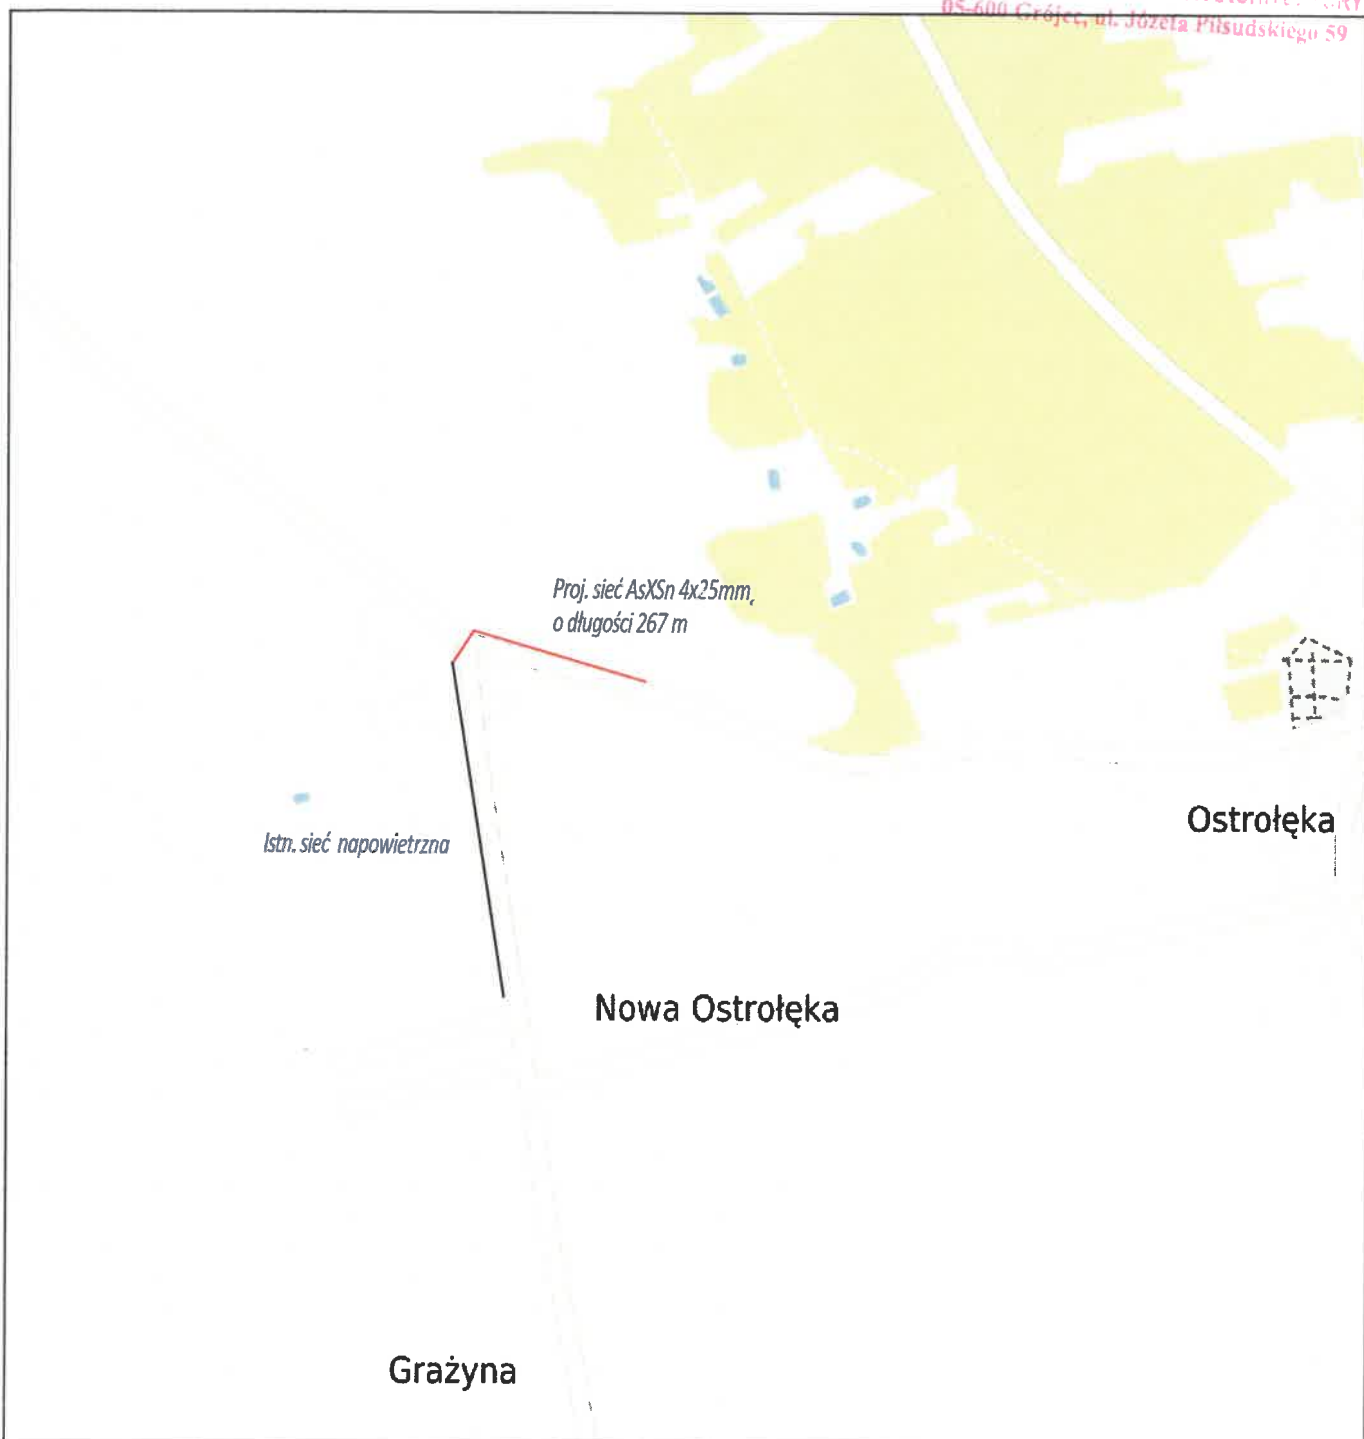 05-600 Grójec, ul. Józefa Piłsudskiego 59
Proj. sieć AsXSn 4x25mm,
o długości 267 m
Istn. sieć napowietrzna
Ostrołęka
Nowa Ostrołęka
Grażyna